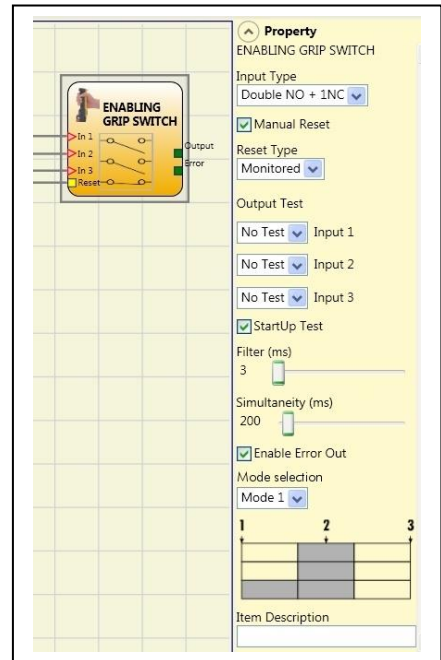 ENABLING
GRIP SWITCH
In 1
In 2
In 3
Reset
Output
Error
Property
ENABLING GRIP SWITCH
Input Type
Double NO + 1NC
Manual Reset
Reset Type
Monitored
Output Test
No Test Input 1
No Test Input 2
No Test Input 3
StartUp Test
Filter (ms)
3
Simultaneity (ms)
200
Enable Error Out
Mode selection
Mode 1
1 2 3
Item Description